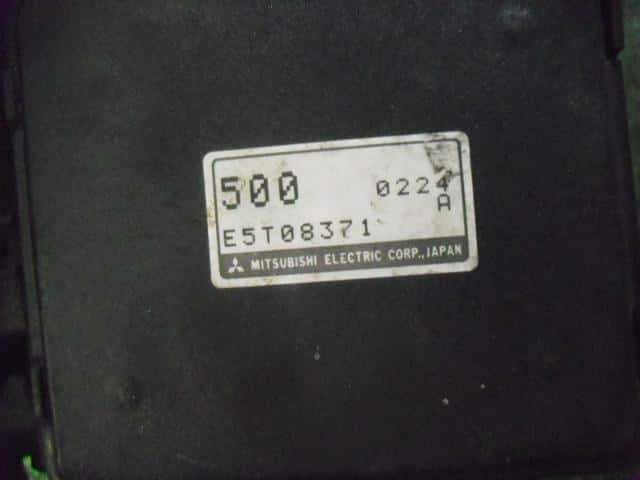 500 0224
A
E5T08371
MITSUBISHI ELECTRIC CORP., JAPAN